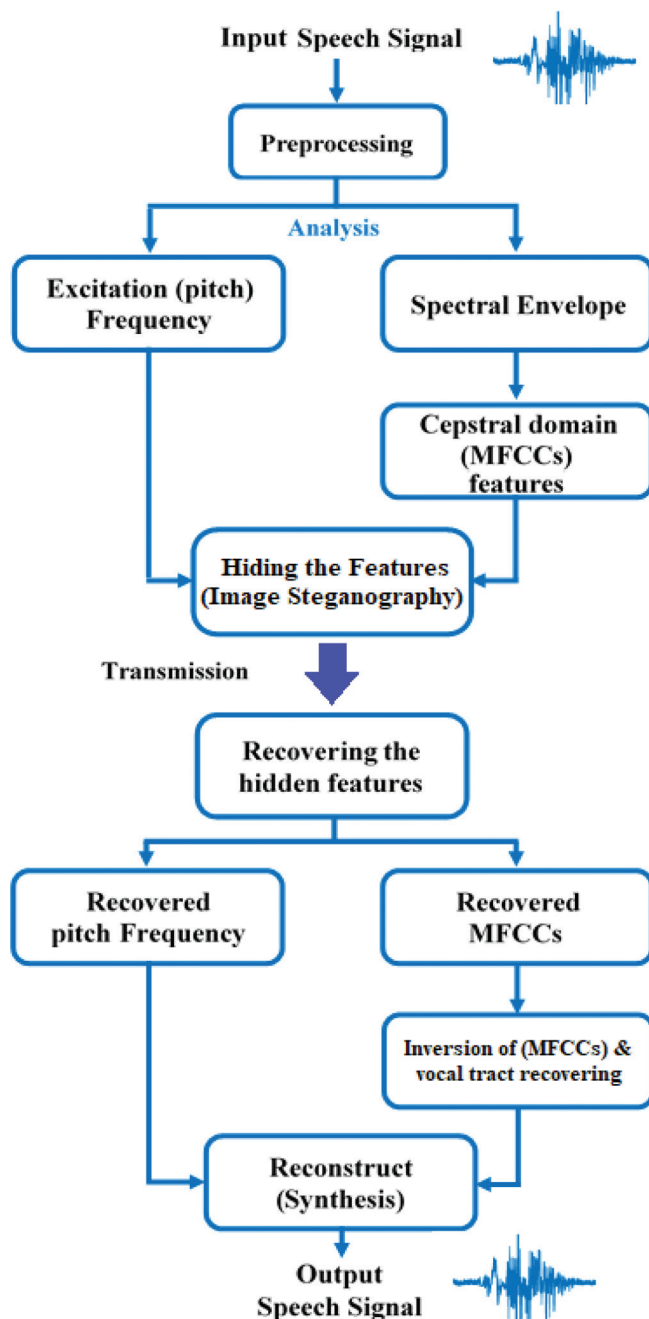 Input Speech Signal
Preprocessing
Analysis
Excitation (pitch)
Frequency
Spectral Envelope
Cepstral domain
(MFCCs)
features
Hiding the Features
(Image Steganography)
Transmission
Recovering the
hidden features
Recovered
pitch Frequency
Recovered
MFCCs
Inversion of (MFCCs) &
vocal tract recovering
Reconstruct
(Synthesis)
Output
Speech Signal